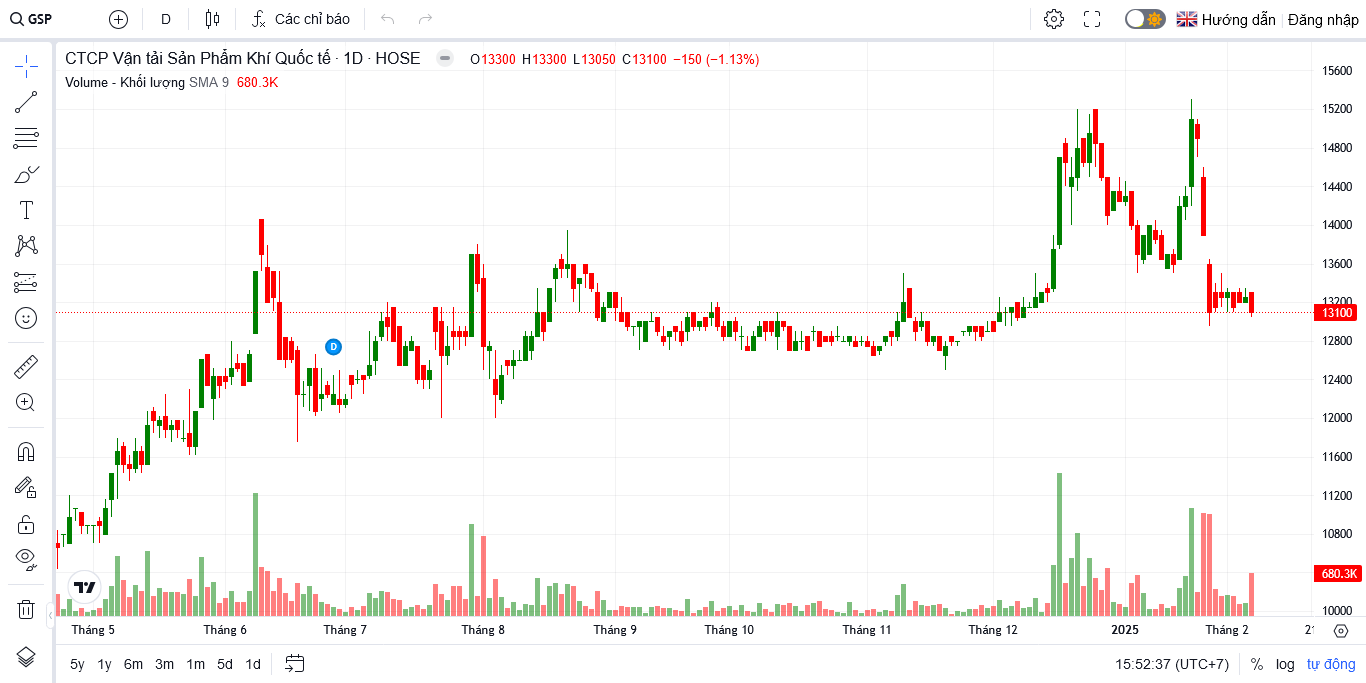 GSP D Các chỉ báo Hướng dẫn Đăng nhập
CTCP Vận tải Sản Phẩm Khí Quốc tế · 1D · HOSE O13300 H13300 L13050 C13100 −150 (−1.13%)
Volume - Khối lượng SMA 9 680.3K
15600
15200
14800
14400
14000
13600
13200
13100
12800
12400
12000
11600
11200
10800
680.3K
10000
D
Tháng 5 Tháng 6 Tháng 7 Tháng 8 Tháng 9 Tháng 10 Tháng 11 Tháng 12 2025 Tháng 2
5y 1y 6m 3m 1m 5d 1d 15:52:37 (UTC+7) % log tự động